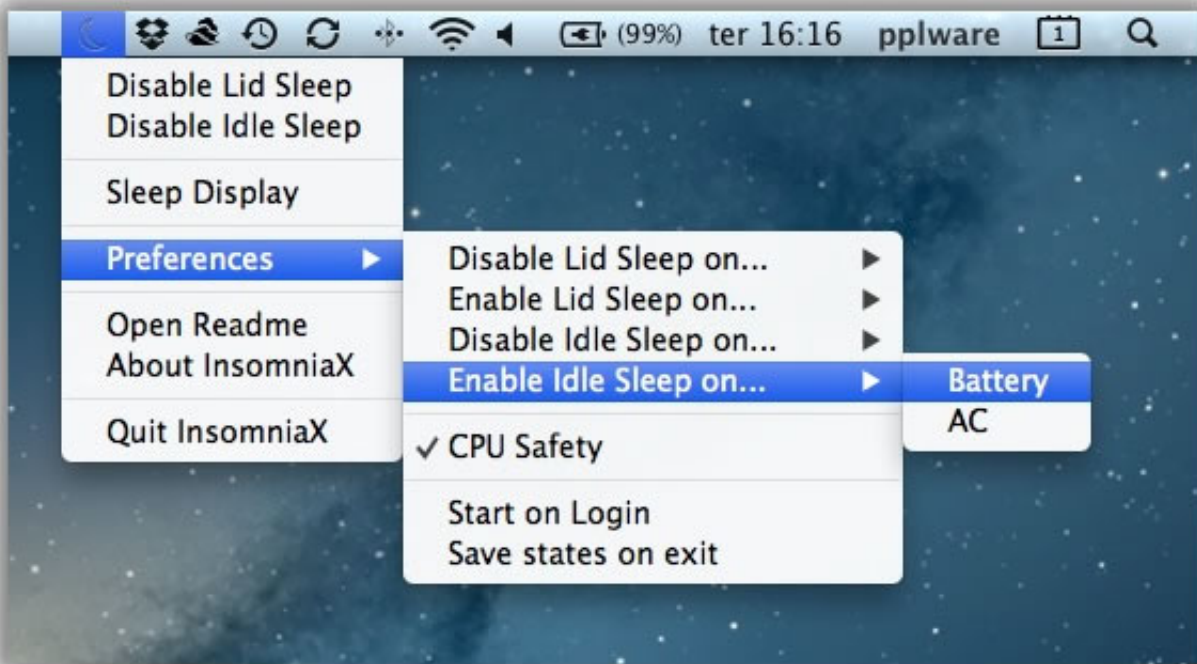 (99%) ter 16:16 pplware 1
Disable Lid Sleep
Disable Idle Sleep
Sleep Display
Preferences
Open Readme
About InsomniaX
Quit InsomniaX
Disable Lid Sleep on...
Enable Lid Sleep on...
Disable Idle Sleep on...
Enable Idle Sleep on...
CPU Safety
Start on Login
Save states on exit
Battery
AC